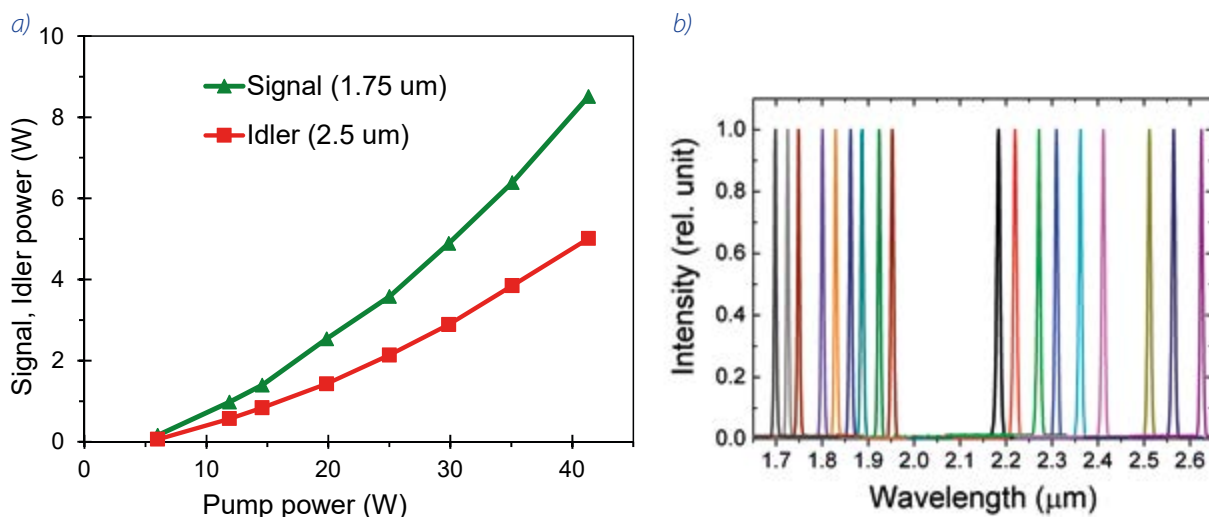 a)
Signal, Idler power (W)
10
8
6
4
2
0
Signal (1.75 um)
Idler (2.5 um)
0 10 20 30 40
Pump power (W)
b)
Intensity (rel. unit)
1.0
0.8
0.6
0.4
0.2
0.0
1.7 1.8 1.9 2.0 2.1 2.2 2.3 2.4 2.5 2.6
Wavelength (μm)